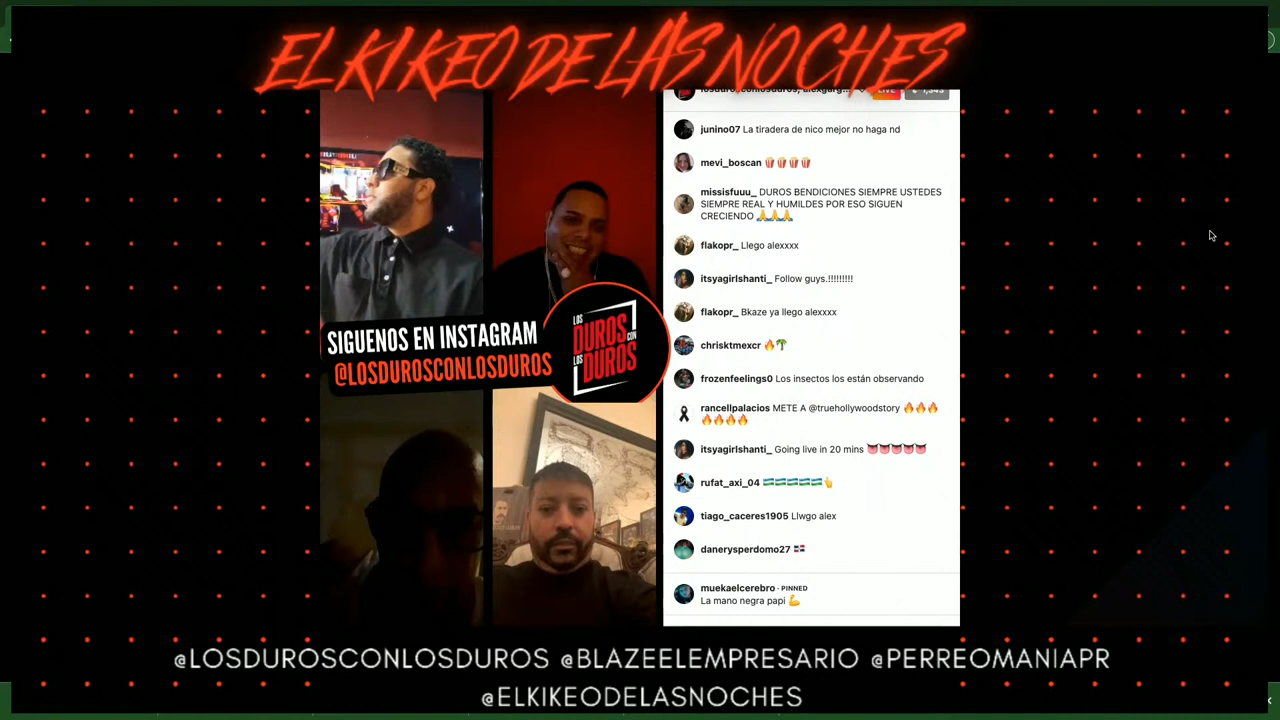 EL KIKEO DE LAS NOCHES
LIVE
junino07 La tiradera de nico mejor no haga nd
mevi_boscan 🍿🍿🍿🍿
missisfuuu_ DUROS BENDICIONES SIEMPRE USTEDES
SIEMPRE REAL Y HUMILDES POR ESO SIGUEN
CRECIENDO 🙏🙏🙏
flakopr_ Llego alexxxx
itsyagirlshanti_ Follow guys.!!!!!!!!!
flakopr_ Bkaze ya llego alexxxx
chrisktmexcr 🔥🌴
frozenfeelings0 Los insectos los están observando
rancellpalacios METE A @truehollywoodstory 🔥🔥🔥
🔥🔥🔥🔥
itsyagirlshanti_ Going live in 20 mins 👅👅👅👅👅
rufat_axi_04 🇺🇿🇺🇿🇺🇿🇺🇿🇺🇿👆
tiago_caceres1905 Llwgo alex
danerysperdomo27 🇩🇴
muekaelcerebro · PINNED
La mano negra papi 💪
SIGUENOS EN INSTAGRAM
@LOSDUROSCONLOSDUROS
LOS
DUROS
CON
LOS
DUROS
@LOSDUROSCONLOSDUROS @BLAZEELEMPRESARIO @PERREOMANIAPR
@ELKIKEODELASNOCHES